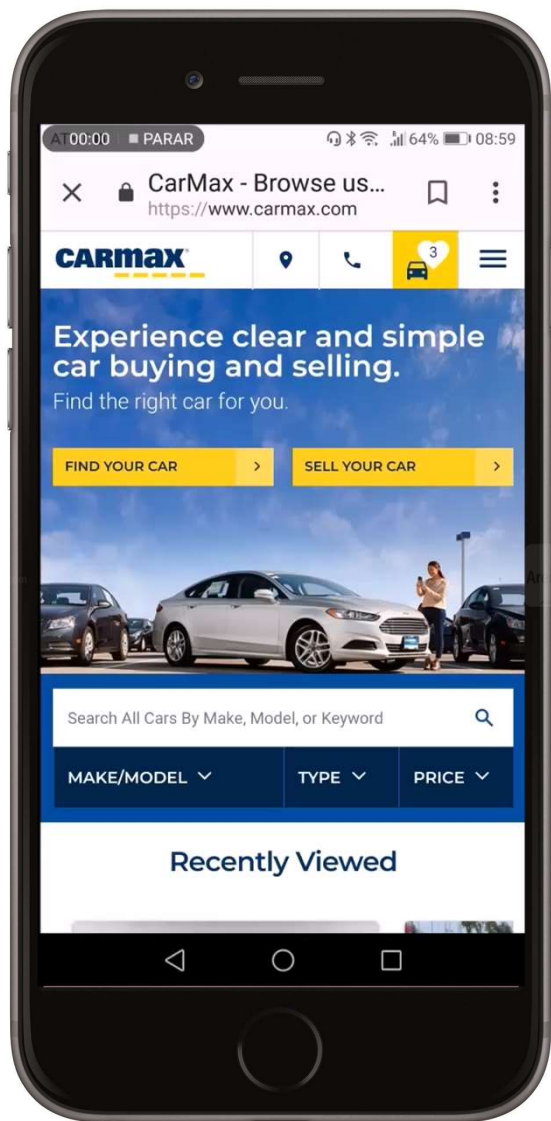 00:00 PARAR 64% 08:59
CarMax - Browse us...
https://www.carmax.com
CARMAX
3
Experience clear and simple
car buying and selling.
Find the right car for you.
FIND YOUR CAR
SELL YOUR CAR
Search All Cars By Make, Model, or Keyword
MAKE/MODEL
TYPE
PRICE
Recently Viewed